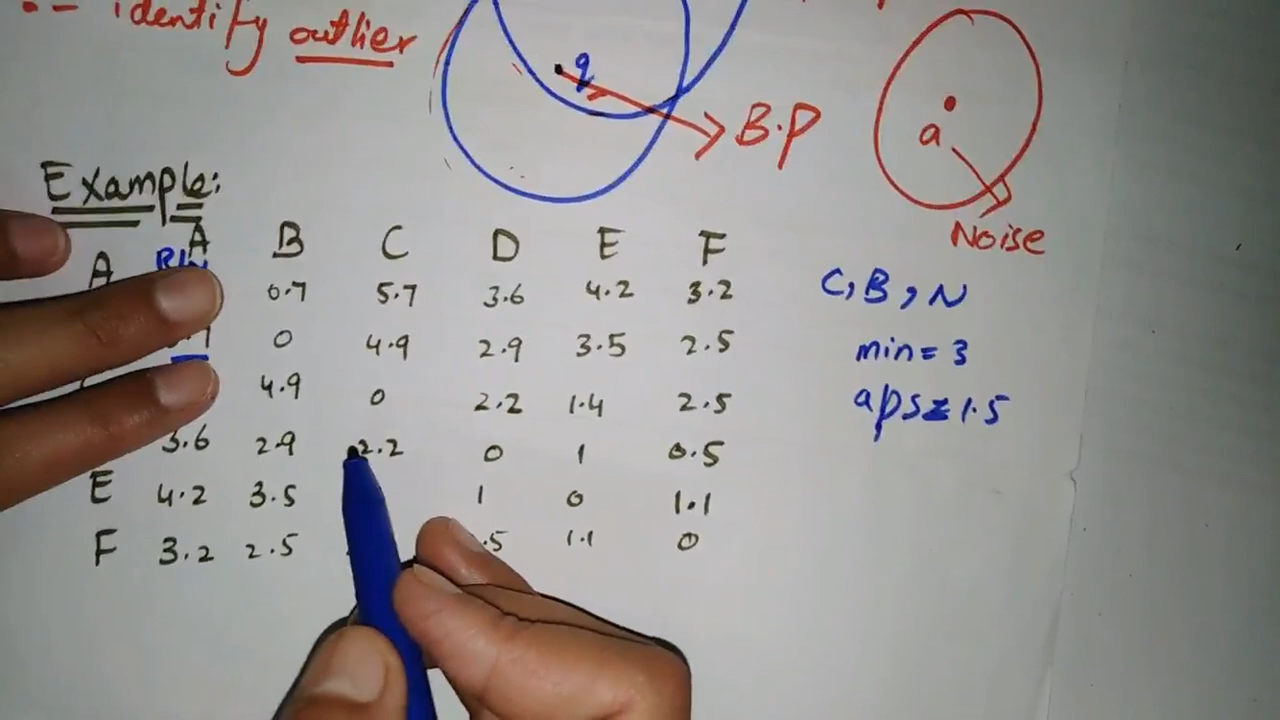 identify outlier
q
B.P
a
Noise
Example:
A B C D E F
A 0.7 5.7 3.6 4.2 3.2
0 4.9 2.9 3.5 2.5
4.9 0 2.2 1.4 2.5
3.6 2.9 2.2 0 1 0.5
E 4.2 3.5 1 0 1.1
F 3.2 2.5 .5 1.1 0
C, B, N
min = 3
aps = 1.5